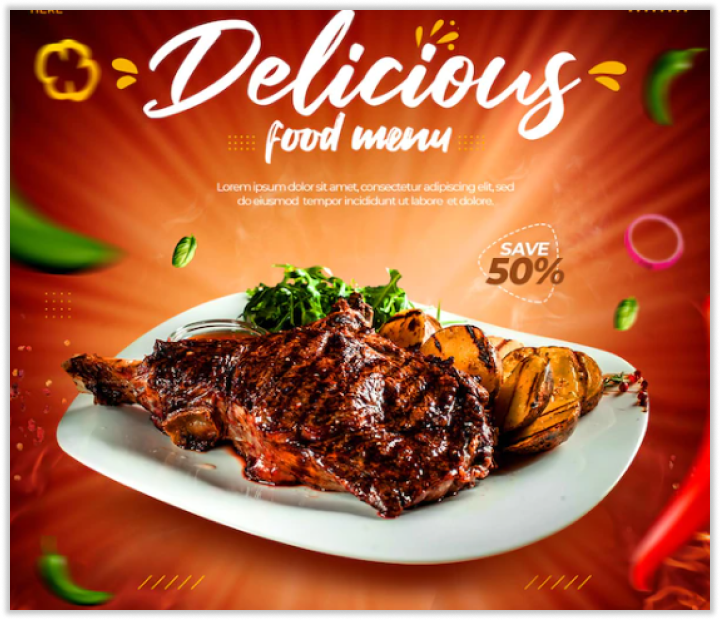 HERE
Delicious
food menu
Lorem ipsum dolor sit amet, consectetur adipiscing elit, sed
do eiusmod tempor incididunt ut labore et dolore.
SAVE
50%